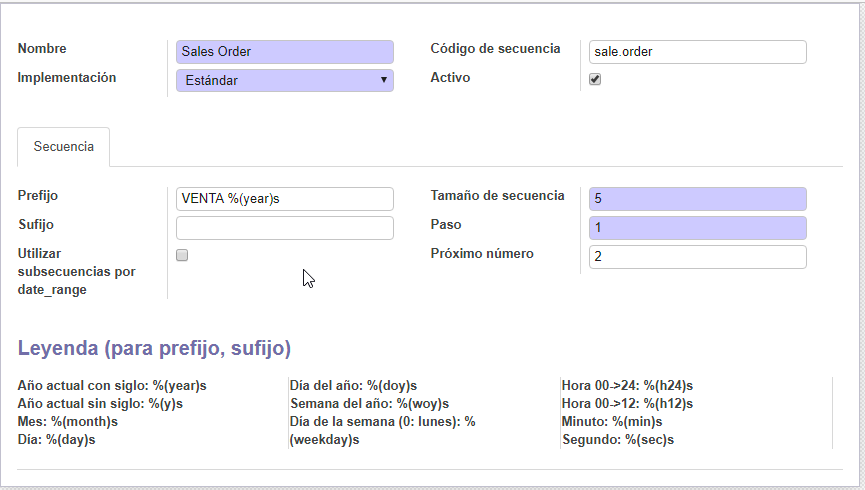 Nombre Sales Order Código de secuencia sale.order
Implementación Estándar Activo
Secuencia
Prefijo VENTA %(year)s Tamaño de secuencia 5
Sufijo Paso 1
Utilizar Próximo número 2
subsecuencias por
date_range
Leyenda (para prefijo, sufijo)
Año actual con siglo: %(year)s Día del año: %(doy)s Hora 00->24: %(h24)s
Año actual sin siglo: %(y)s Semana del año: %(woy)s Hora 00->12: %(h12)s
Mes: %(month)s Día de la semana (0: lunes): % Minuto: %(min)s
Día: %(day)s (weekday)s Segundo: %(sec)s